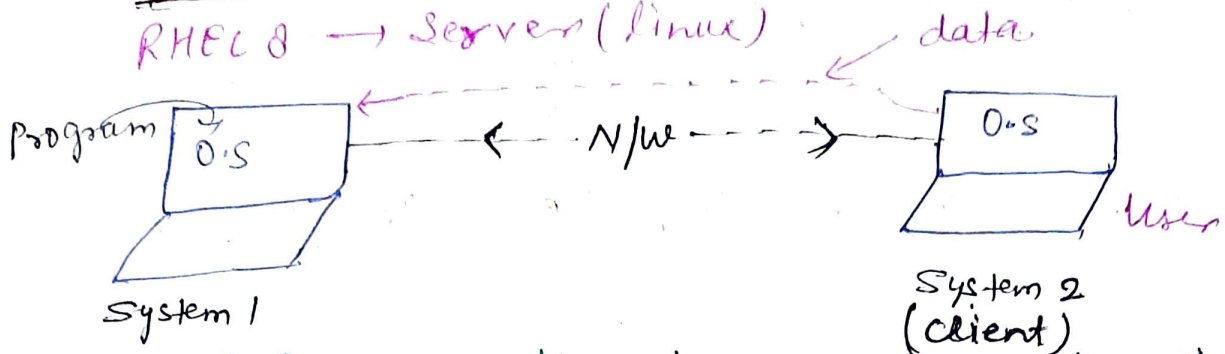 RHEL 8 → Server (linux)
data
Program
O.S
N/W
O.S
User
System 1
System 2
(client)